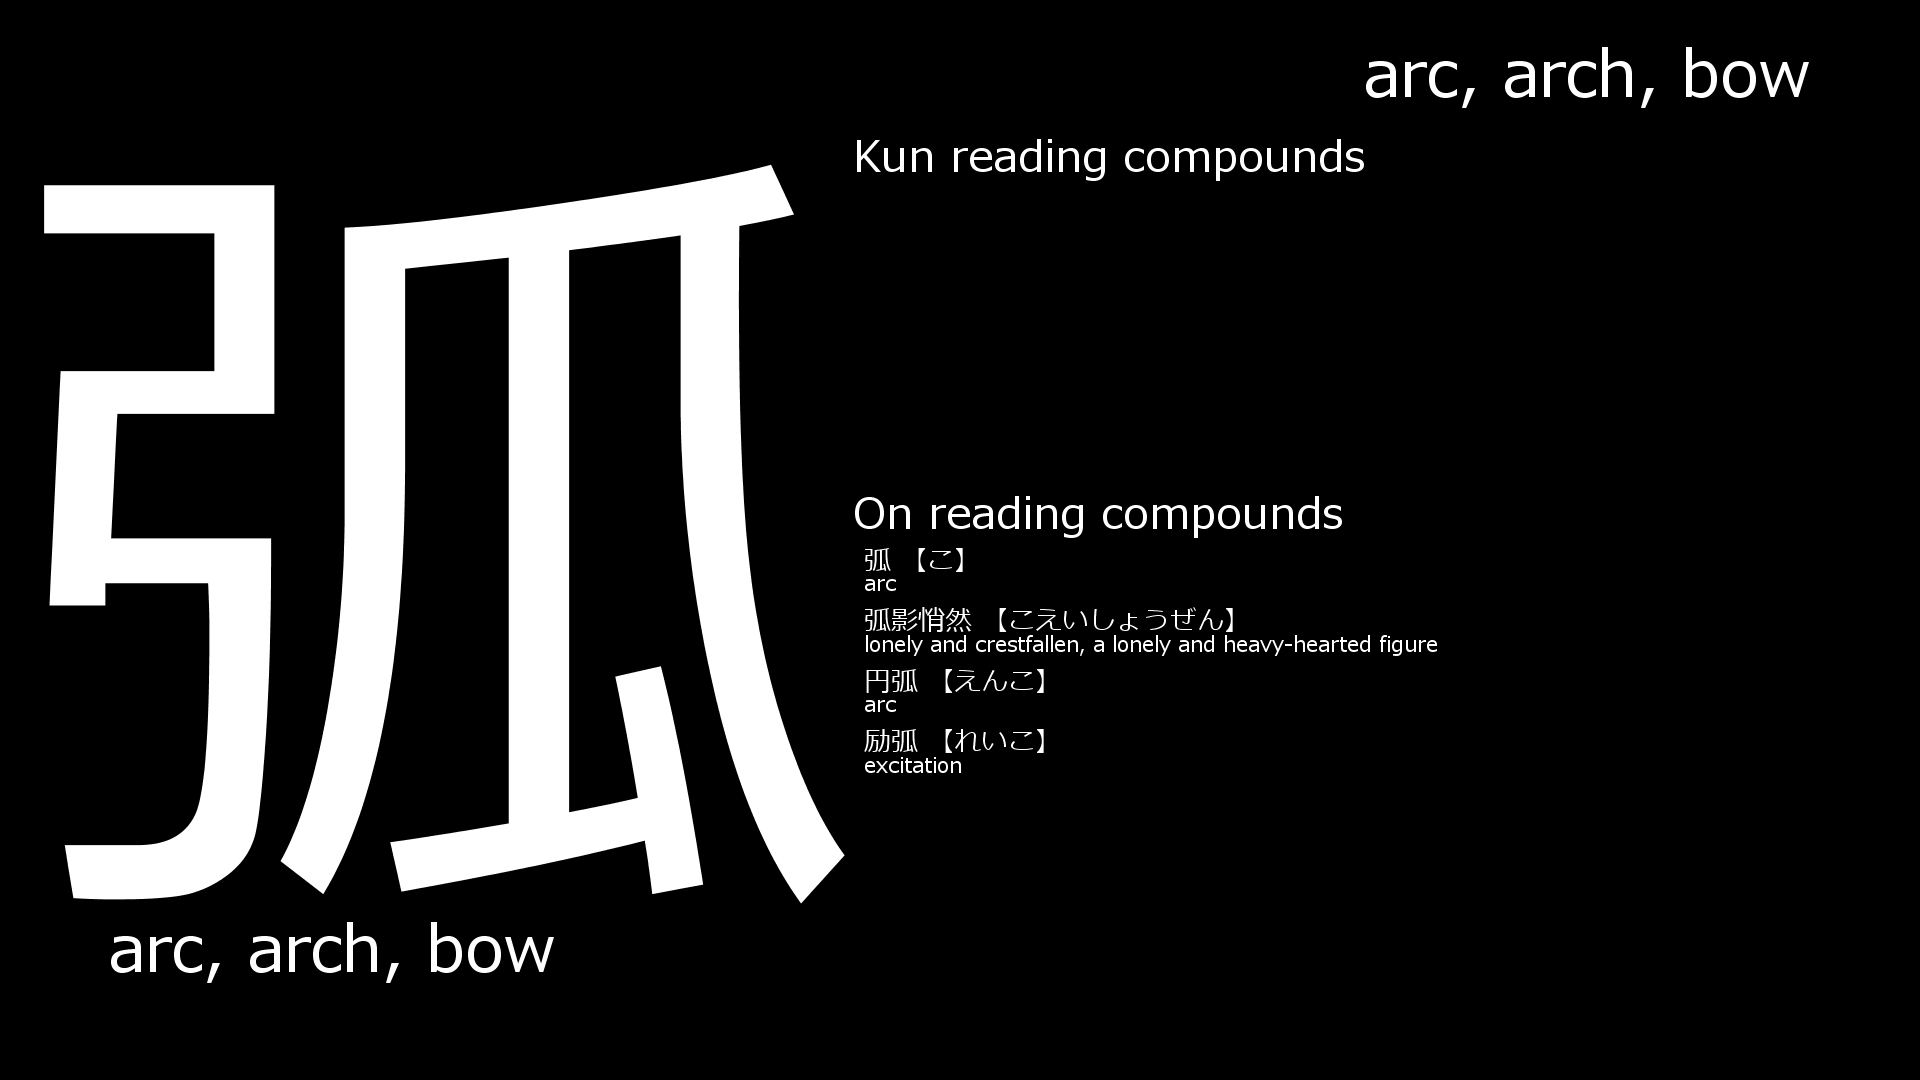 弧
arc, arch, bow
arc, arch, bow
Kun reading compounds
On reading compounds
弧 【こ】
arc
弧影悄然 【こえいしょうぜん】
lonely and crestfallen, a lonely and heavy-hearted figure
円弧 【えんこ】
arc
励弧 【れいこ】
excitation